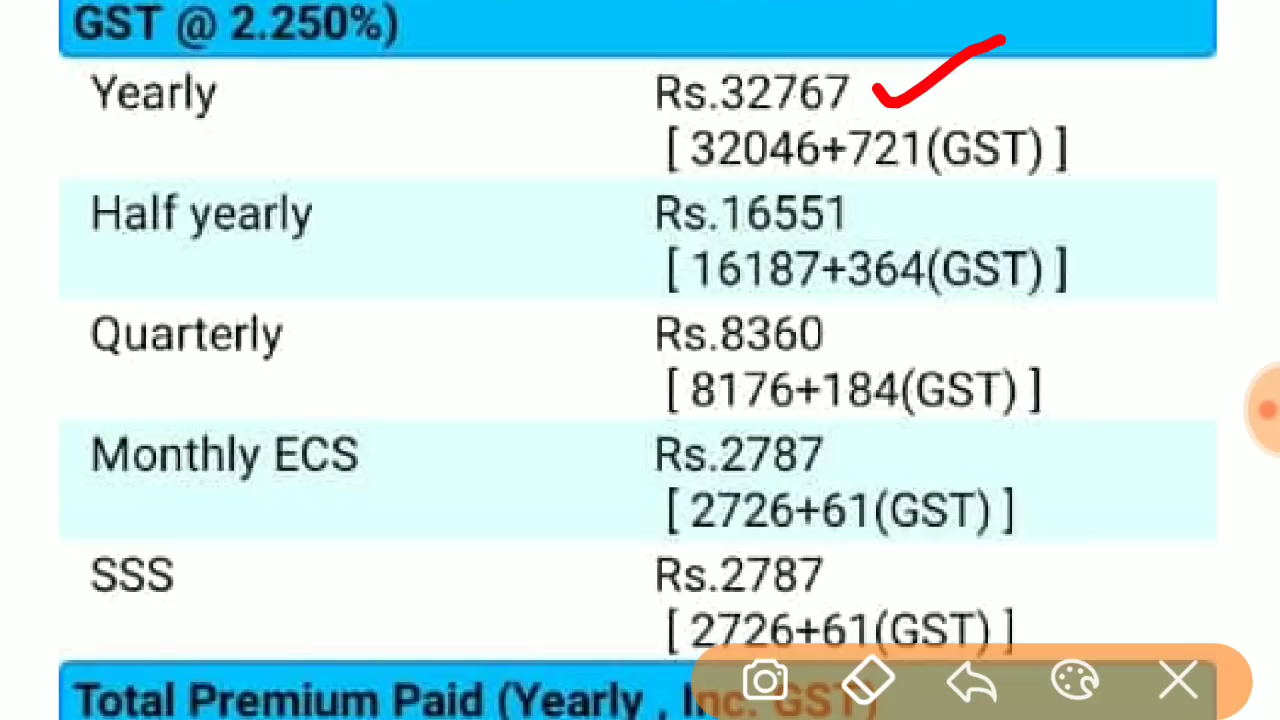 GST @ 2.250%)
Yearly Rs.32767
[ 32046+721(GST) ]
Half yearly Rs.16551
[ 16187+364(GST) ]
Quarterly Rs.8360
[ 8176+184(GST) ]
Monthly ECS Rs.2787
[ 2726+61(GST) ]
SSS Rs.2787
[ 2726+61(GST) ]
Total Premium Paid (Yearly , Inc. GST)